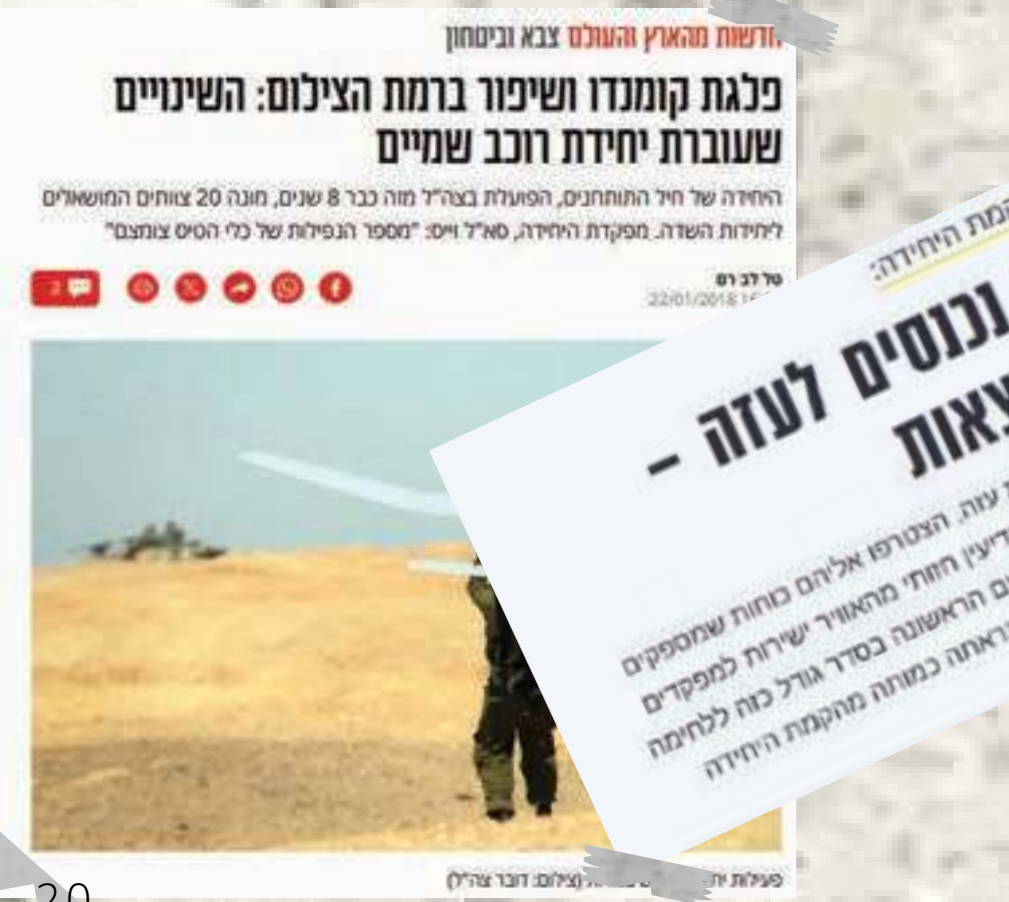 חדשות מהארץ והעולם צבא וביטחון
פלגת קומנדו ושיפור ברמת הצילום: השינויים
שעוברת יחידת רוכב שמיים
היחידה של חיל התותחנים, הפועלת בצה"ל מזה כבר 8 שנים, מונה 20 צוותים המושאלים
ליחידות השדה. מפקדת היחידה, סא"ל וייס: "מספר הנפילות של כלי הטיס צומצם"
טל לב רם
22/01/2018
פעילות
(צילום: דובר צה"ל)
היחידה:
נכנסים לעזה –
עזה, הצטרפו אליהם כוחות שמספקים
חזותי מהאוויר ישירות למפקדים
הראשונה בסדר גודל כזה ללחימה
כמותה מהקמת היחידה
20